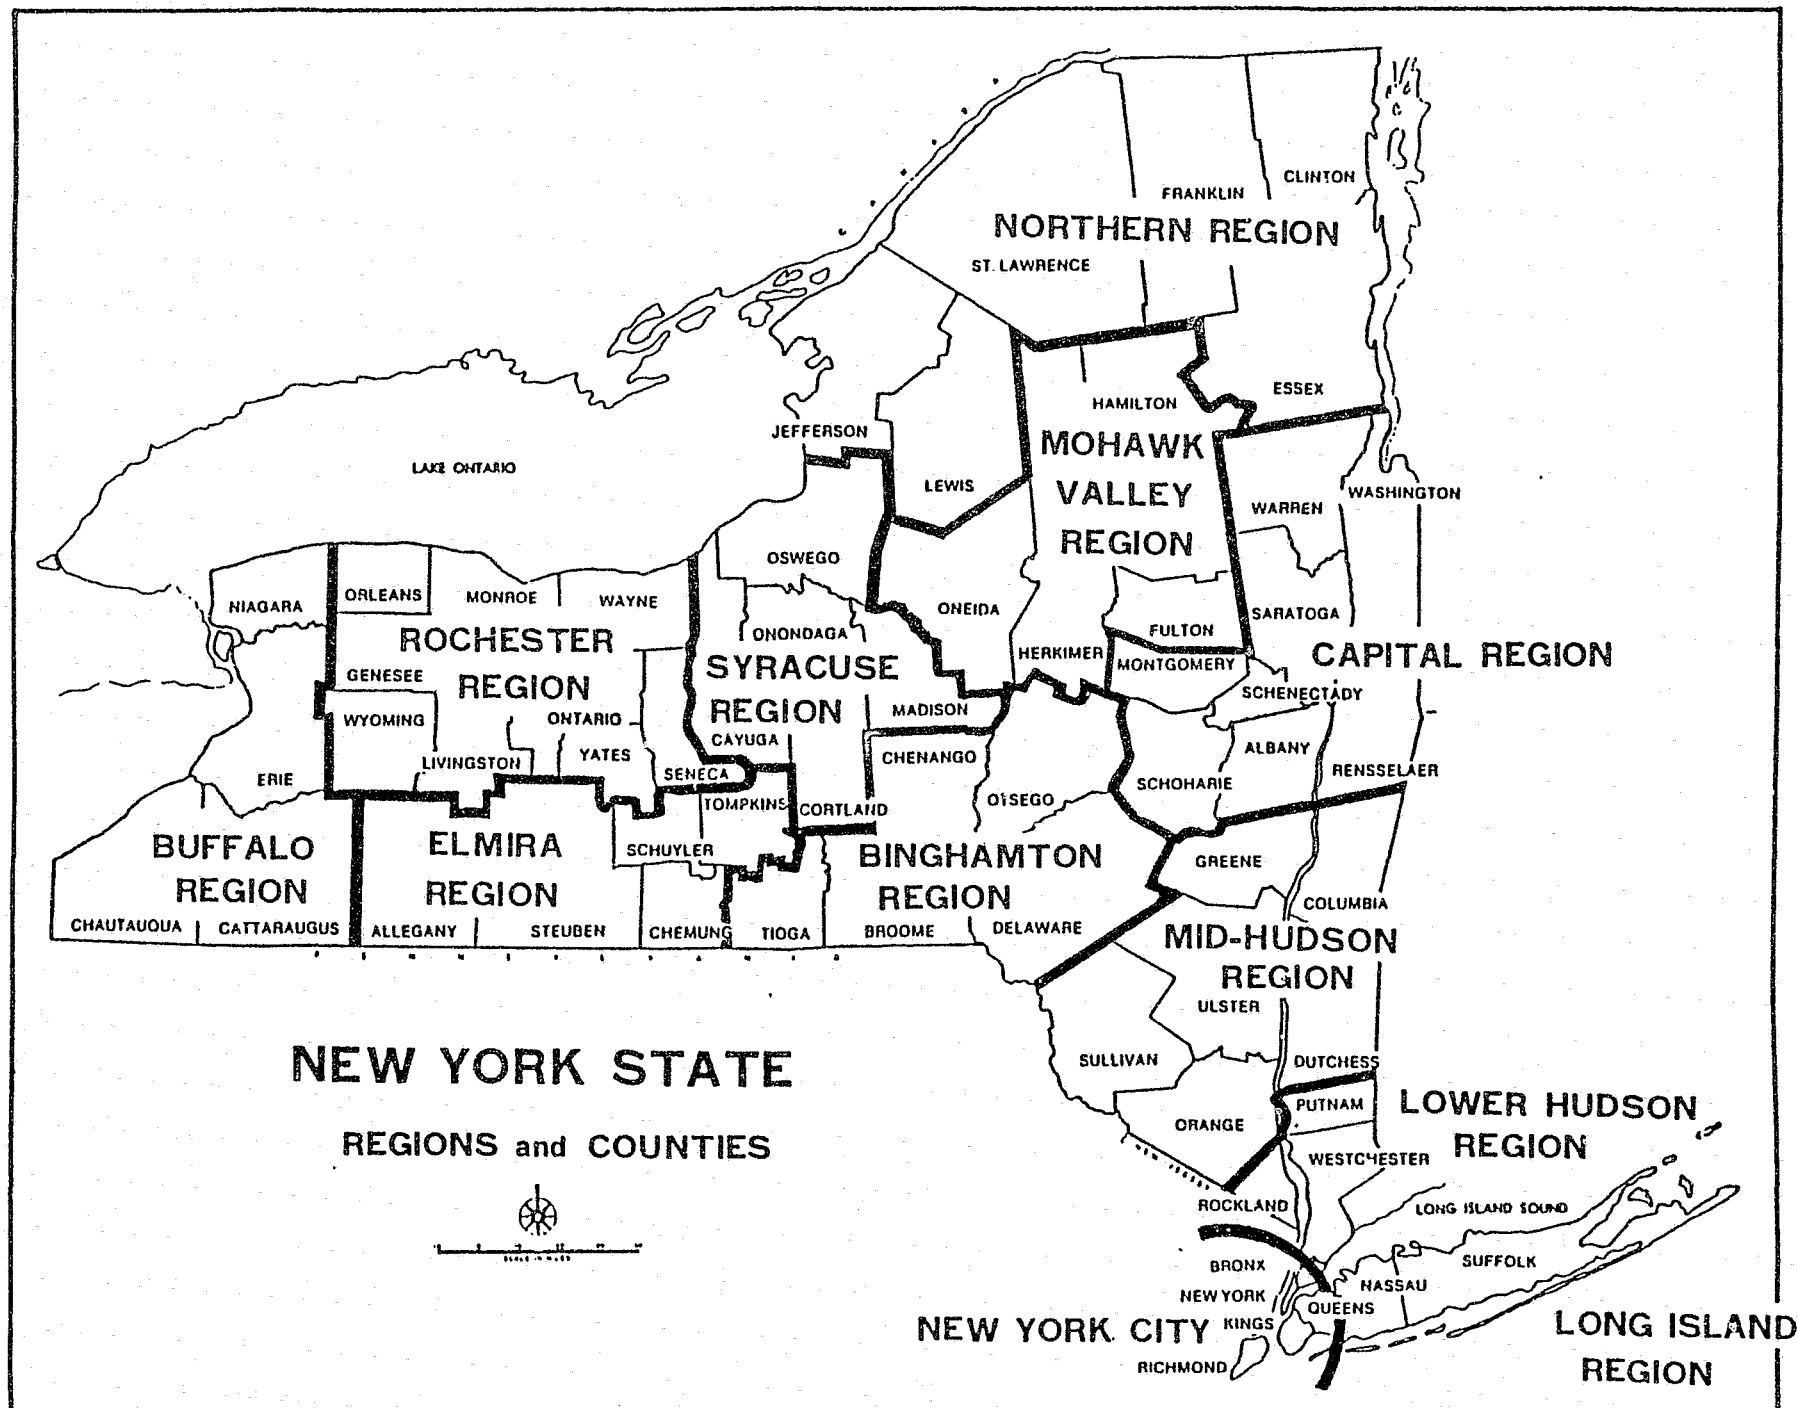 CLINTON
FRANKLIN
NORTHERN REGION
ST. LAWRENCE
ESSEX
HAMILTON
JEFFERSON
MOHAWK
VALLEY
REGION
LAKE ONTARIO
LEWIS
WASHINGTON
WARREN
OSWEGO
NIAGARA
ORLEANS
MONROE
WAYNE
ONEIDA
SARATOGA
ONONDAGA
FULTON
ROCHESTER
REGION
HERKIMER
MONTGOMERY
CAPITAL REGION
SYRACUSE
REGION
GENESEE
SCHENECTADY
WYOMING
ONTARIO
MADISON
CAYUGA
ALBANY
LIVINGSTON
YATES
CHENANGO
SENECA
RENSSELAER
ERIE
SCHOHARIE
OTSEGO
TOMPKINS
CORTLAND
BUFFALO
REGION
ELMIRA
REGION
SCHUYLER
BINGHAMTON
REGION
GREENE
COLUMBIA
CHAUTAUQUA
CATTARAUGUS
ALLEGANY
STEUBEN
CHEMUNG
TIOGA
BROOME
DELAWARE
MID-HUDSON
REGION
ULSTER
SULLIVAN
DUTCHESS
NEW YORK STATE
REGIONS and COUNTIES
PUTNAM
LOWER HUDSON
REGION
ORANGE
WESTCHESTER
ROCKLAND
LONG ISLAND SOUND
SUFFOLK
BRONX
NASSAU
NEW YORK
QUEENS
NEW YORK CITY
KINGS
RICHMOND
LONG ISLAND
REGION